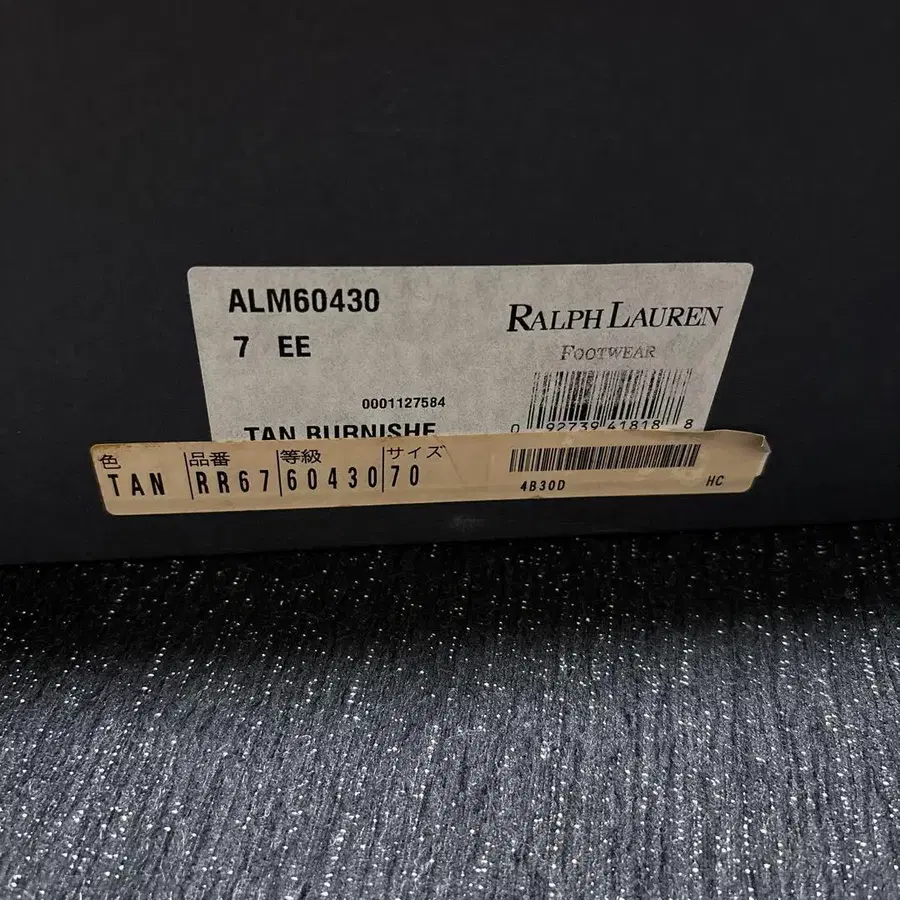 ALM60430
7 EE
RALPH LAUREN
FOOTWEAR
0001127584
TAN BURNISHE
0 92739 41818 8
色 品番 等級 サイズ
TAN RR67 60430 70
4B30D HC